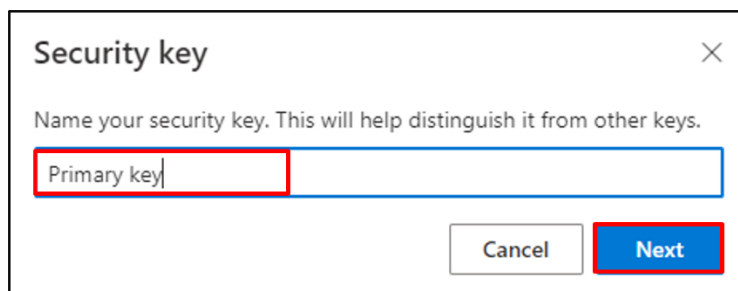 Security key
Name your security key. This will help distinguish it from other keys.
Primary key
Cancel
Next